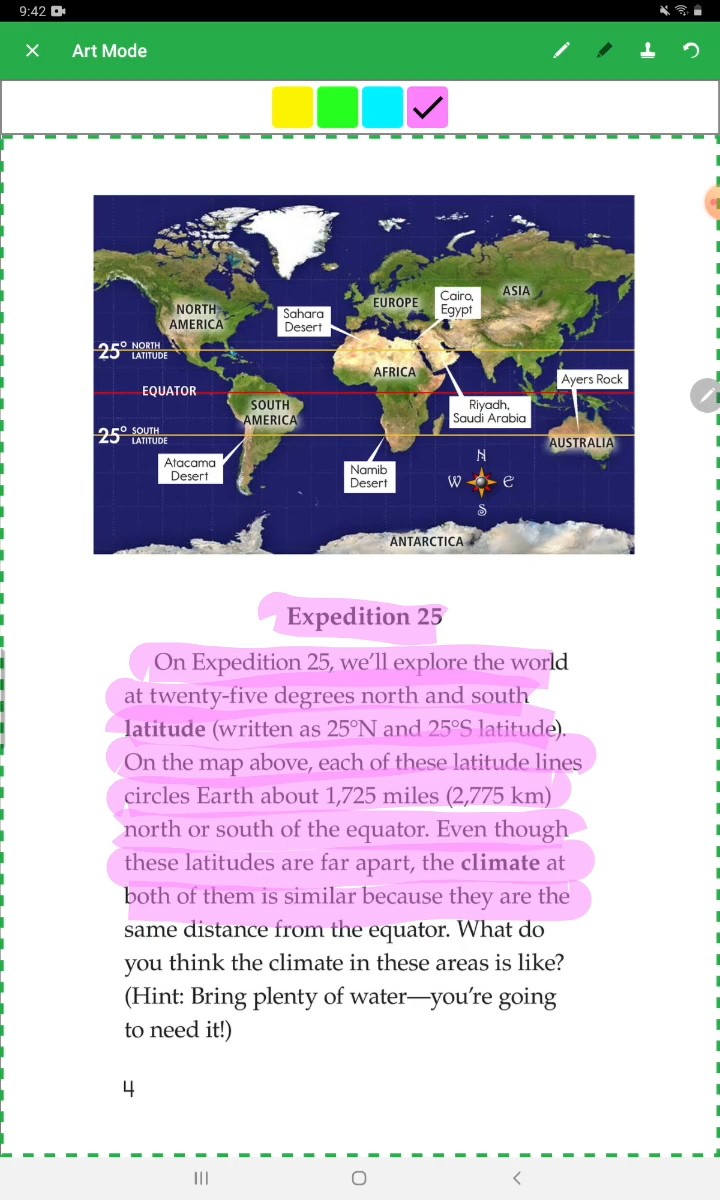 9:42
Art Mode
NORTH
AMERICA
EUROPE
Cairo,
Egypt
ASIA
Sahara
Desert
25° NORTH
LATITUDE
AFRICA
Ayers Rock
EQUATOR
SOUTH
AMERICA
Riyadh,
Saudi Arabia
25° SOUTH
LATITUDE
AUSTRALIA
Atacama
Desert
Namib
Desert
N
W E
S
ANTARCTICA
Expedition 25
On Expedition 25, we’ll explore the world
at twenty-five degrees north and south
latitude (written as 25°N and 25°S latitude).
On the map above, each of these latitude lines
circles Earth about 1,725 miles (2,775 km)
north or south of the equator. Even though
these latitudes are far apart, the climate at
both of them is similar because they are the
same distance from the equator. What do
you think the climate in these areas is like?
(Hint: Bring plenty of water—you’re going
to need it!)
4